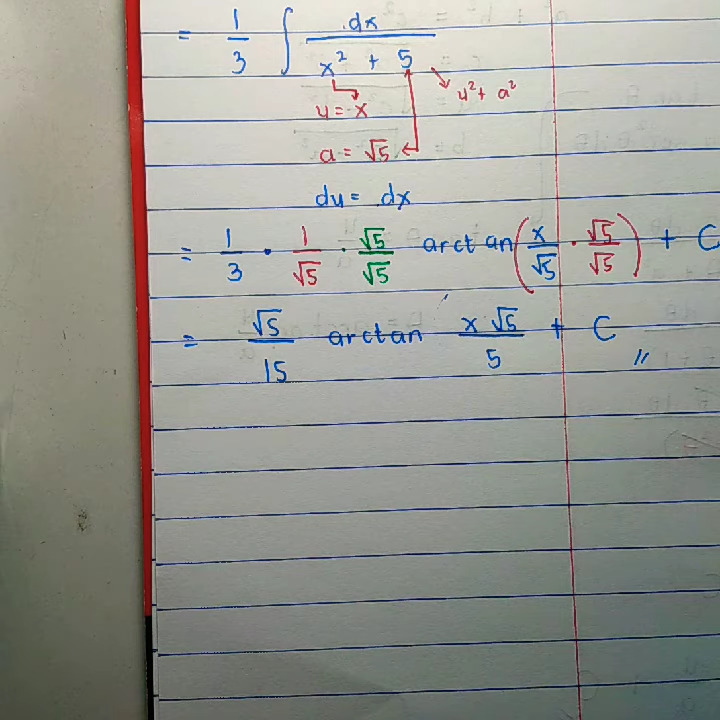 = 1/3 ∫ dx / x² + 5
u² + a²
u = x
a = √5
du = dx
= 1/3 · 1/√5 · √5/√5 arctan (x/√5 · √5/√5) + C
= √5/15 arctan x√5/5 + C //